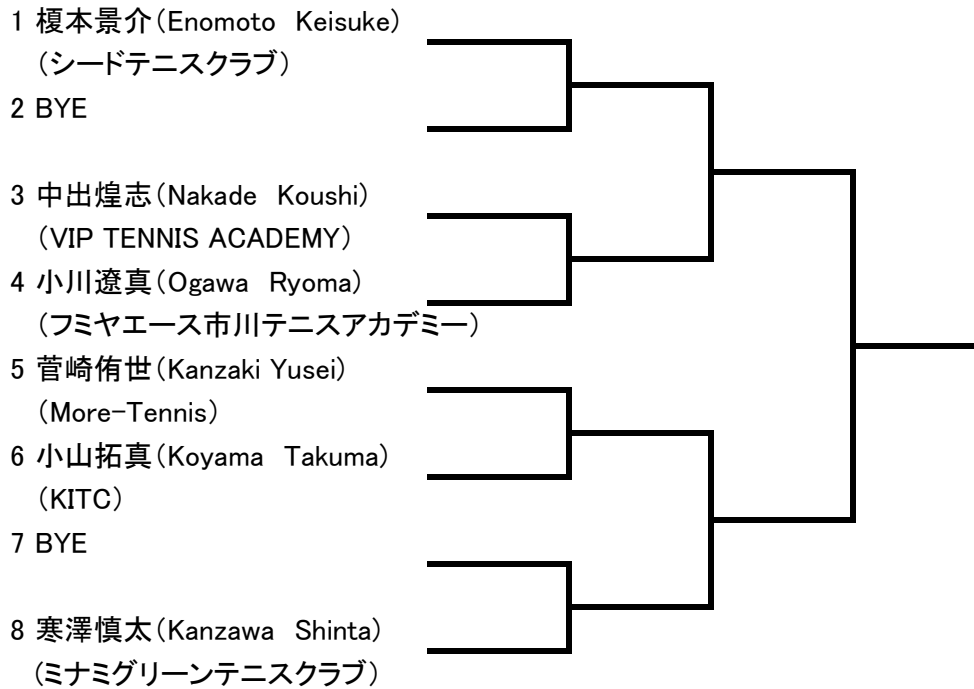 1 榎本景介(Enomoto　Keisuke)
(シードテニスクラブ)
2 BYE
3 中出煌志(Nakade　Koushi)
(VIP TENNIS ACADEMY)
4 小川遼真(Ogawa　Ryoma)
(フミヤエース市川テニスアカデミー)
5 菅崎侑世(Kanzaki Yusei)
(More-Tennis)
6 小山拓真(Koyama　Takuma)
(KITC)
7 BYE
8 寒澤慎太(Kanzawa　Shinta)
(ミナミグリーンテニスクラブ)